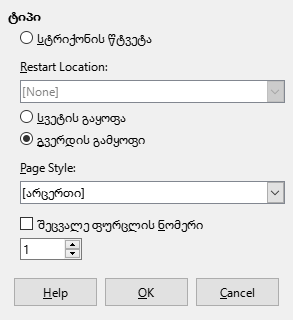 ტიპი
სტრიქონის წტვეტა
Restart Location:
[None]
სვეტის გაყოფა
გვერდის გამყოფი
Page Style:
[არცერთი]
შეცვალე ფურცლის ნომერი
1
Help
OK
Cancel